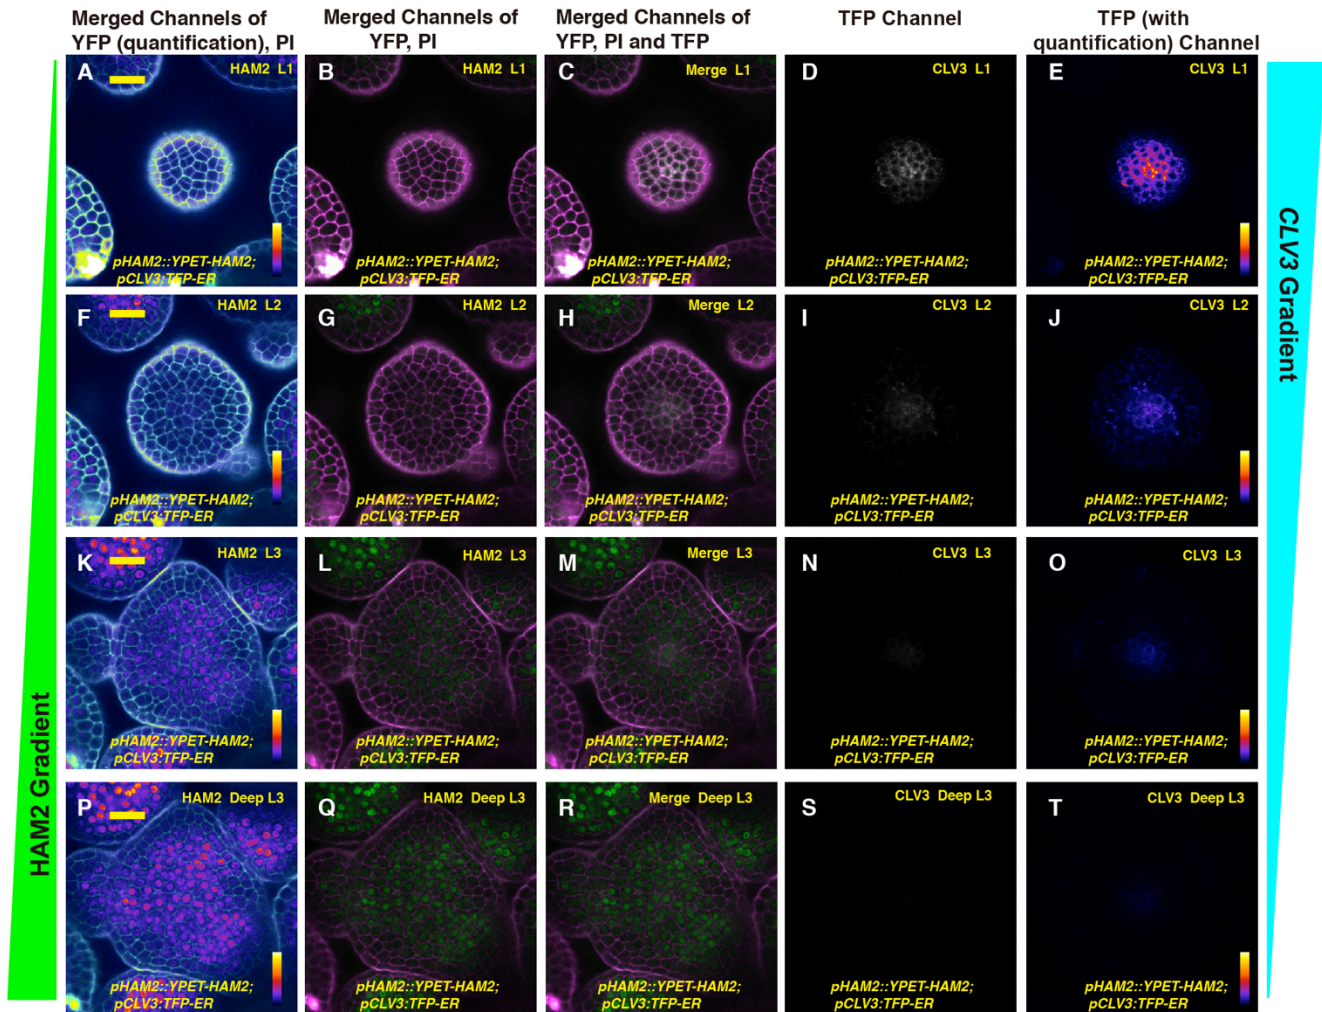 Merged Channels of
YFP (quantification), PI
Merged Channels of
YFP, PI
Merged Channels of
YFP, PI and TFP
TFP Channel
TFP (with
quantification) Channel
HAM2 Gradient
CLV3 Gradient
A
HAM2 L1
pHAM2::YPET-HAM2;
pCLV3:TFP-ER
B
HAM2 L1
pHAM2::YPET-HAM2;
pCLV3:TFP-ER
C
Merge L1
pHAM2::YPET-HAM2;
pCLV3:TFP-ER
D
CLV3 L1
pHAM2::YPET-HAM2;
pCLV3:TFP-ER
E
CLV3 L1
pHAM2::YPET-HAM2;
pCLV3:TFP-ER
F
HAM2 L2
pHAM2::YPET-HAM2;
pCLV3:TFP-ER
G
HAM2 L2
pHAM2::YPET-HAM2;
pCLV3:TFP-ER
H
Merge L2
pHAM2::YPET-HAM2;
pCLV3:TFP-ER
I
CLV3 L2
pHAM2::YPET-HAM2;
pCLV3:TFP-ER
J
CLV3 L2
pHAM2::YPET-HAM2;
pCLV3:TFP-ER
K
HAM2 L3
pHAM2::YPET-HAM2;
pCLV3:TFP-ER
L
HAM2 L3
pHAM2::YPET-HAM2;
pCLV3:TFP-ER
M
Merge L3
pHAM2::YPET-HAM2;
pCLV3:TFP-ER
N
CLV3 L3
pHAM2::YPET-HAM2;
pCLV3:TFP-ER
O
CLV3 L3
pHAM2::YPET-HAM2;
pCLV3:TFP-ER
P
HAM2 Deep L3
pHAM2::YPET-HAM2;
pCLV3:TFP-ER
Q
HAM2 Deep L3
pHAM2::YPET-HAM2;
pCLV3:TFP-ER
R
Merge Deep L3
pHAM2::YPET-HAM2;
pCLV3:TFP-ER
S
CLV3 Deep L3
pHAM2::YPET-HAM2;
pCLV3:TFP-ER
T
CLV3 Deep L3
pHAM2::YPET-HAM2;
pCLV3:TFP-ER